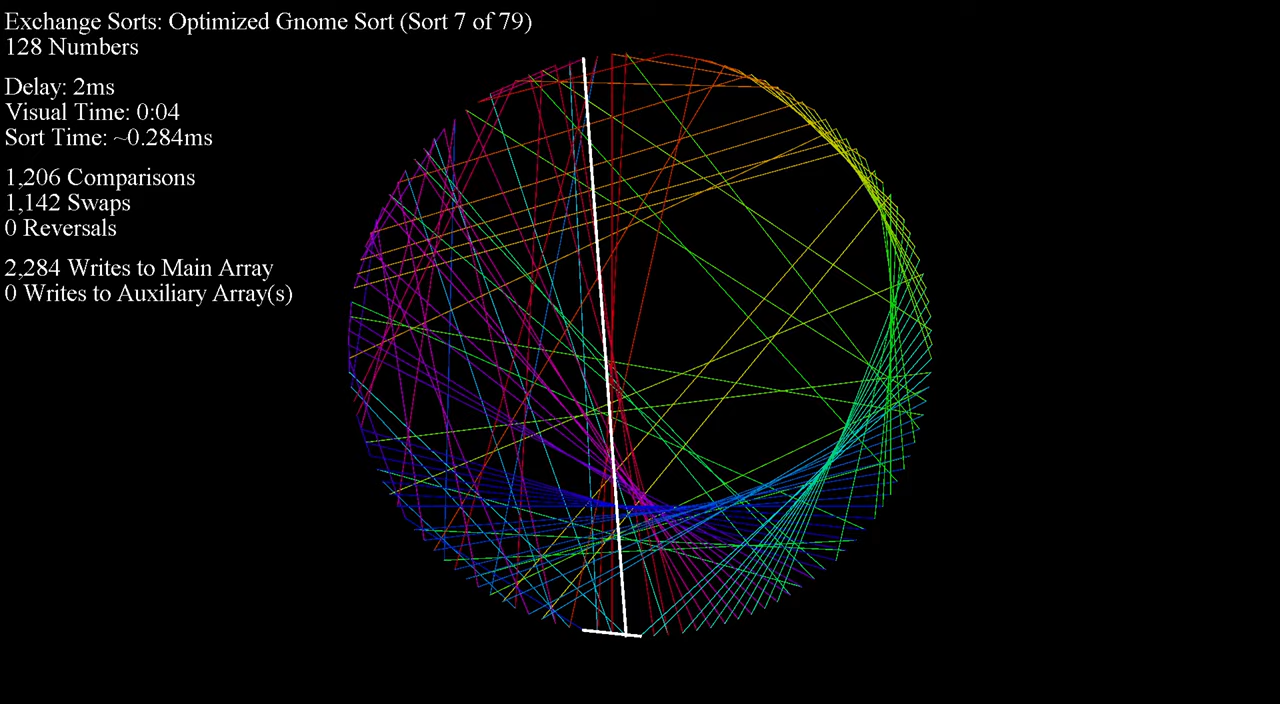 Exchange Sorts: Optimized Gnome Sort (Sort 7 of 79)
128 Numbers
Delay: 2ms
Visual Time: 0:04
Sort Time: ~0.284ms
1,206 Comparisons
1,142 Swaps
0 Reversals
2,284 Writes to Main Array
0 Writes to Auxiliary Array(s)